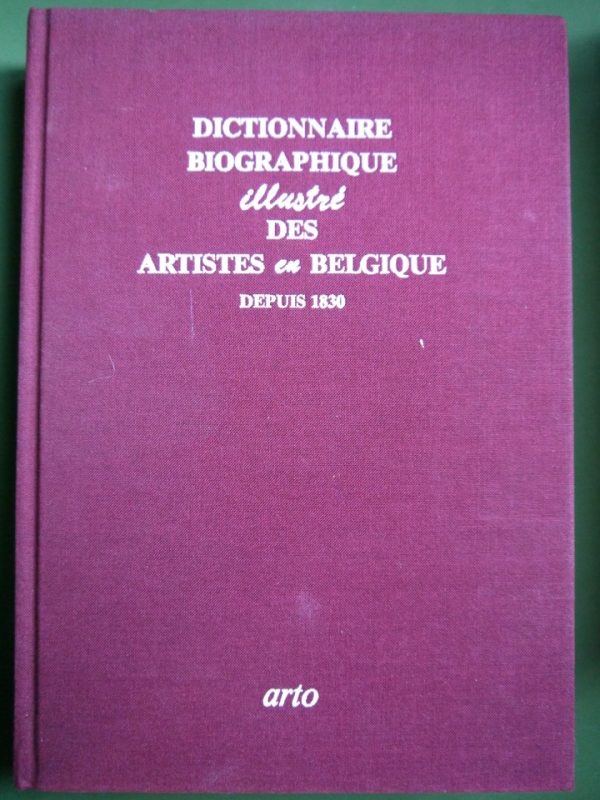 DICTIONNAIRE
BIOGRAPHIQUE
illustré
DES
ARTISTES en BELGIQUE
DEPUIS 1830
arto